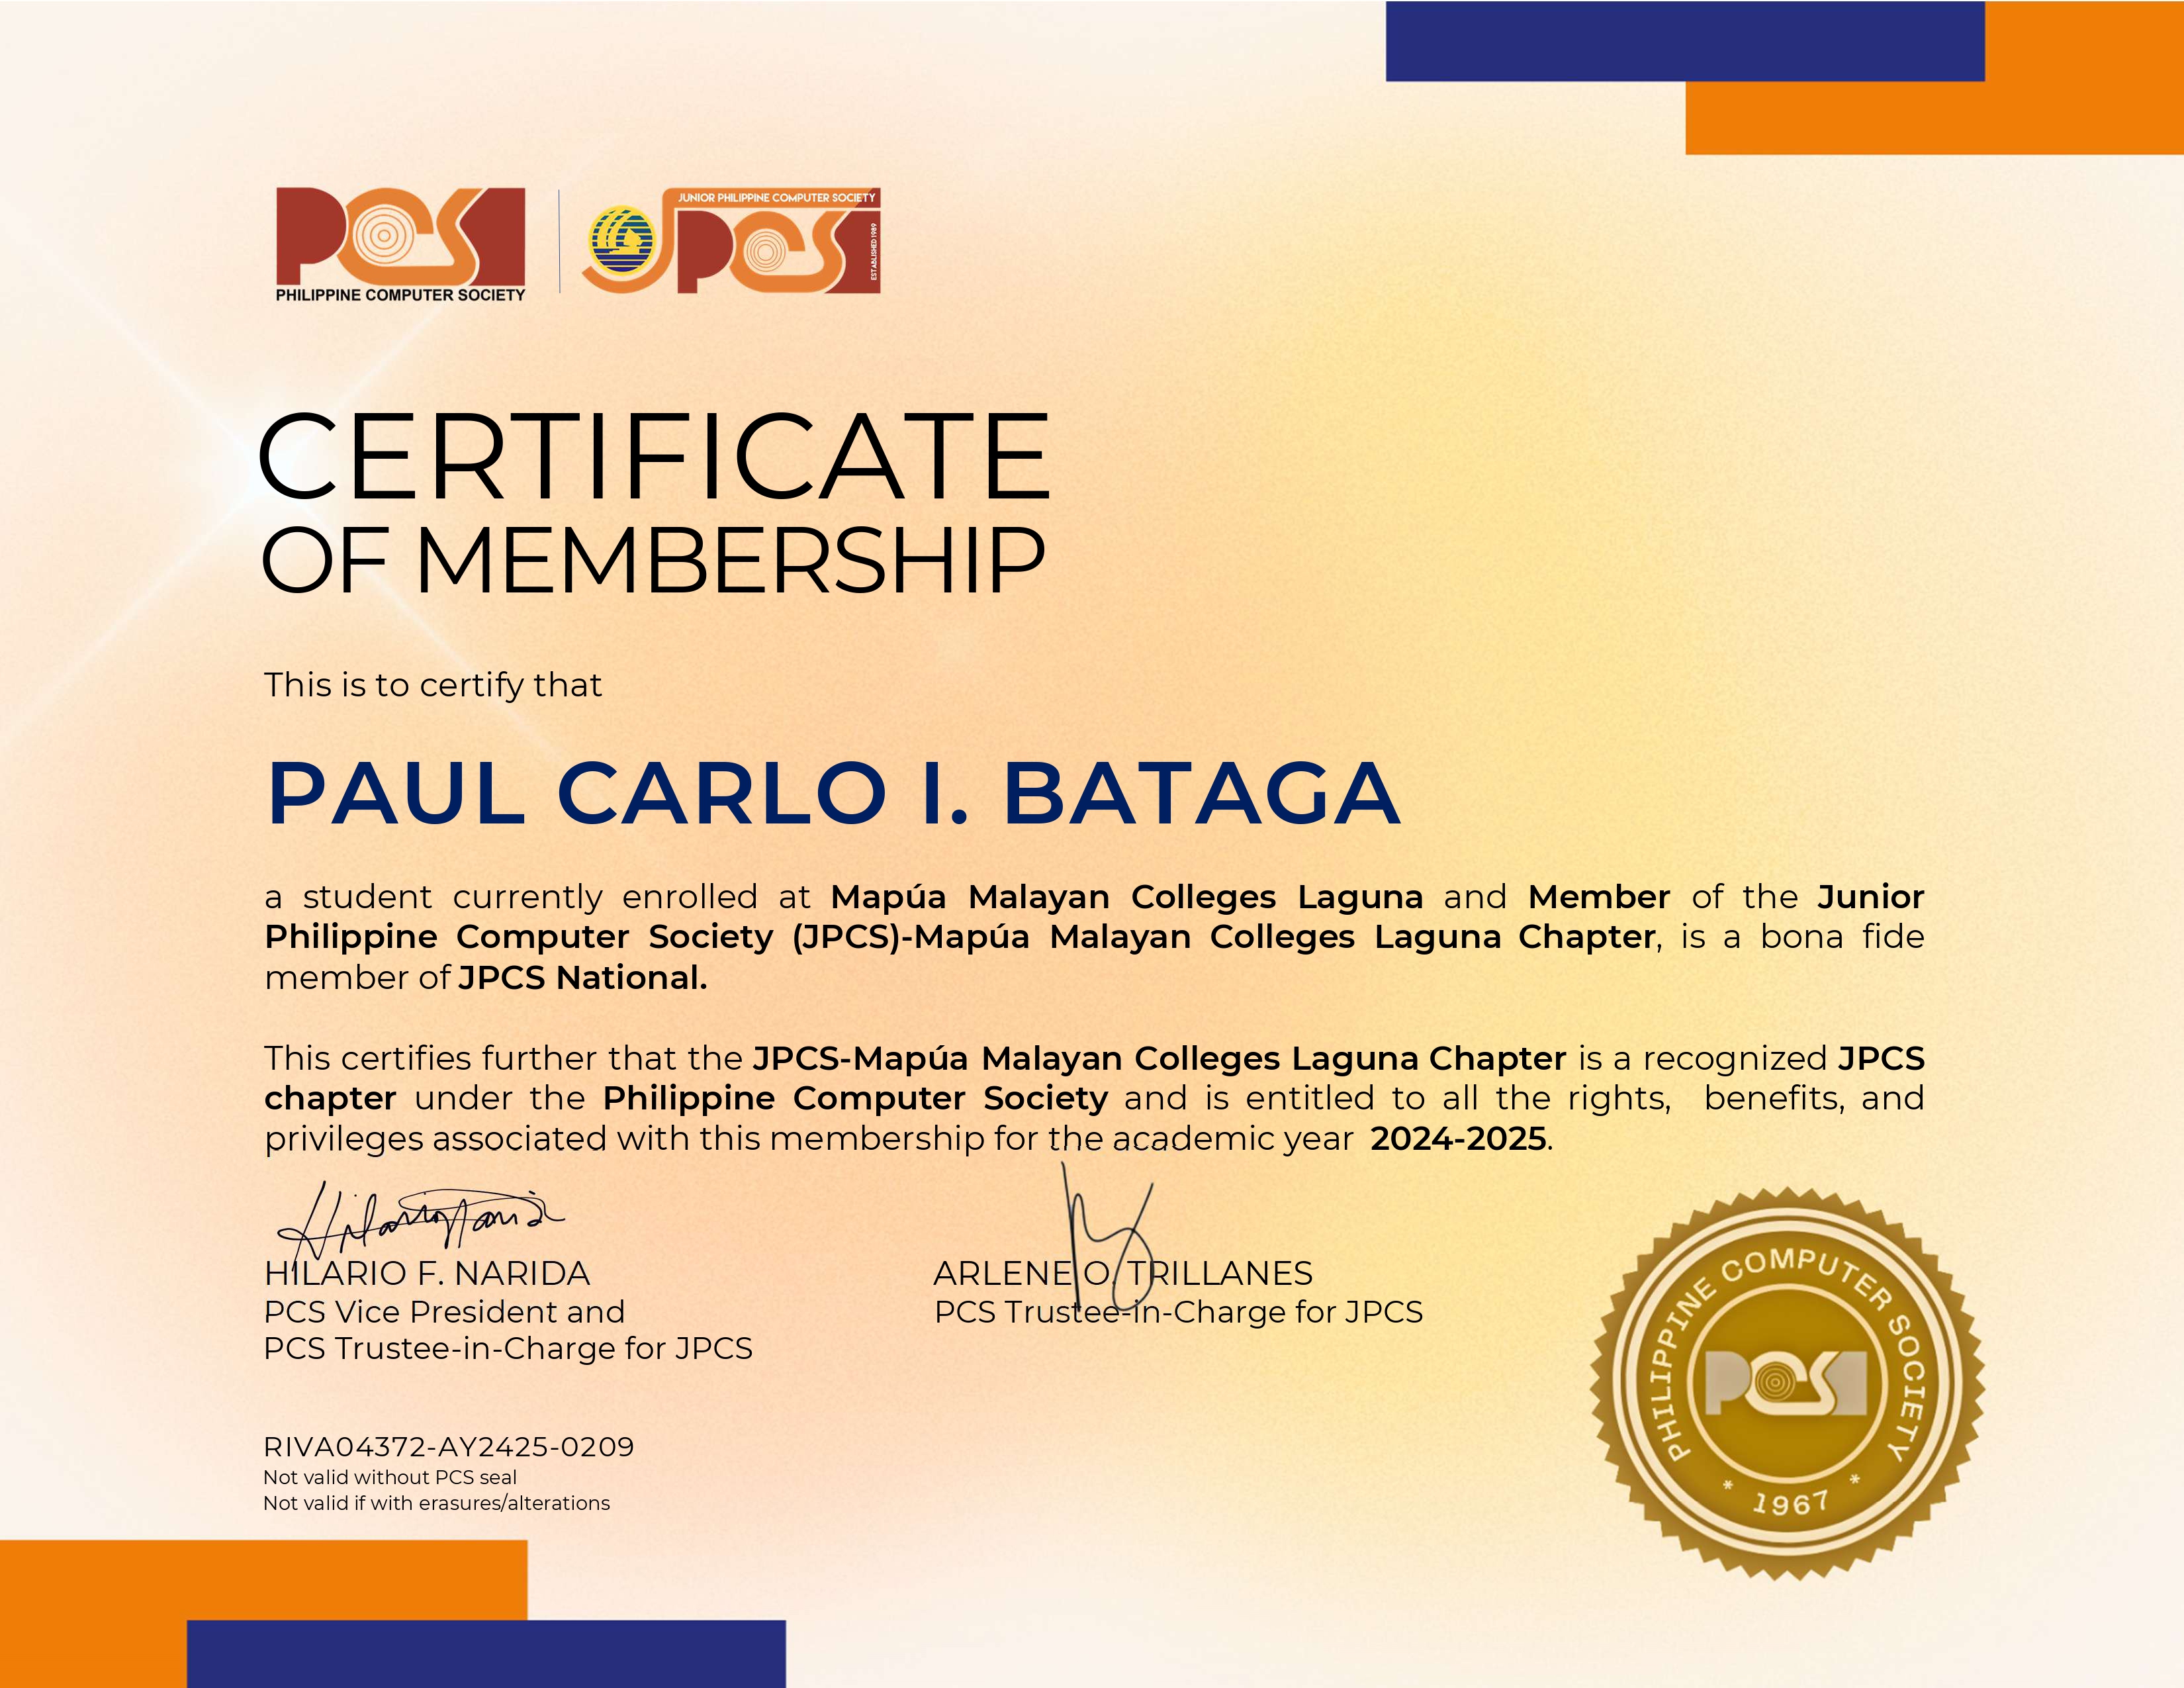 PCS
PHILIPPINE COMPUTER SOCIETY
JUNIOR PHILIPPINE COMPUTER SOCIETY
JPCS
ESTABLISHED 1989
CERTIFICATE
OF MEMBERSHIP
This is to certify that
PAUL CARLO I. BATAGA
a student currently enrolled at Mapúa Malayan Colleges Laguna and Member of the Junior
Philippine Computer Society (JPCS)-Mapúa Malayan Colleges Laguna Chapter, is a bona fide
member of JPCS National.
This certifies further that the JPCS-Mapúa Malayan Colleges Laguna Chapter is a recognized JPCS
chapter under the Philippine Computer Society and is entitled to all the rights, benefits, and
privileges associated with this membership for the academic year 2024-2025.
HILARIO F. NARIDA
PCS Vice President and
PCS Trustee-in-Charge for JPCS
ARLENE O. TRILLANES
PCS Trustee-in-Charge for JPCS
RIVA04372-AY2425-0209
Not valid without PCS seal
Not valid if with erasures/alterations
PHILIPPINE COMPUTER SOCIETY
PCS
* 1967 *